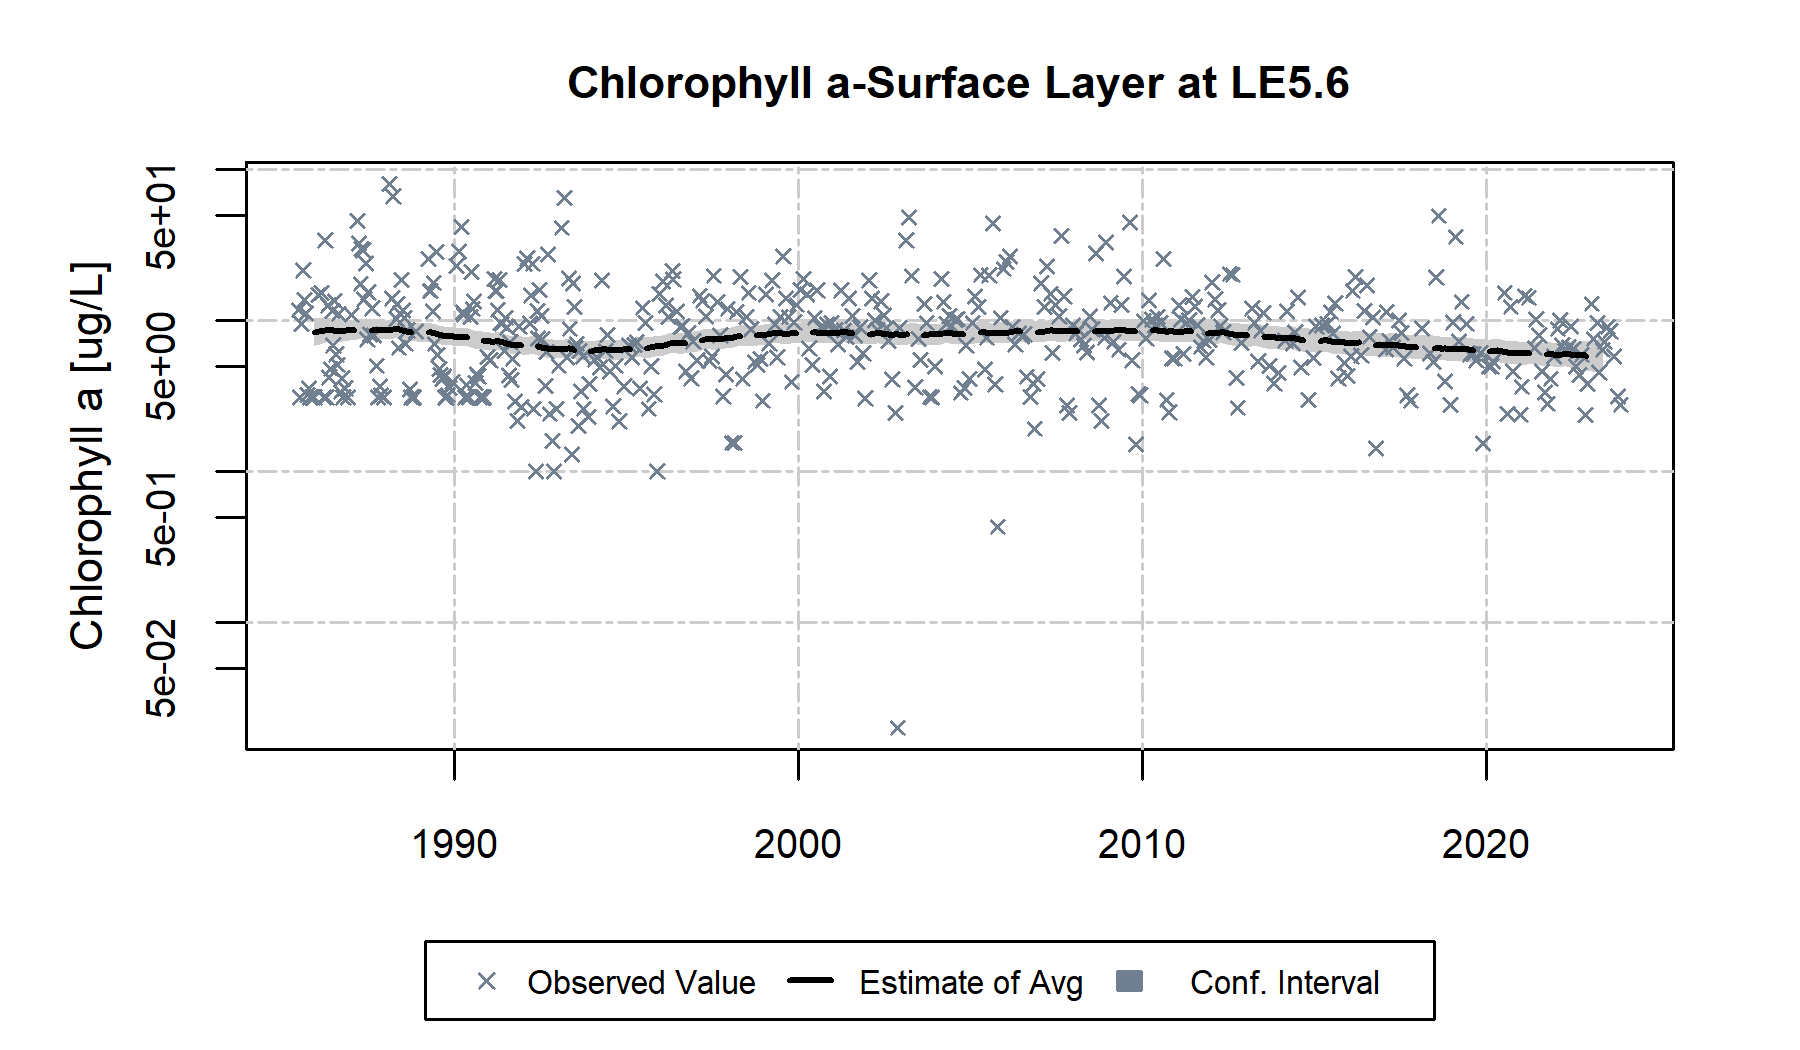 Chlorophyll a-Surface Layer at LE5.6
Chlorophyll a [ug/L]
5e+01
5e+00
5e-01
5e-02
1990 2000 2010 2020
Observed Value Estimate of Avg Conf. Interval